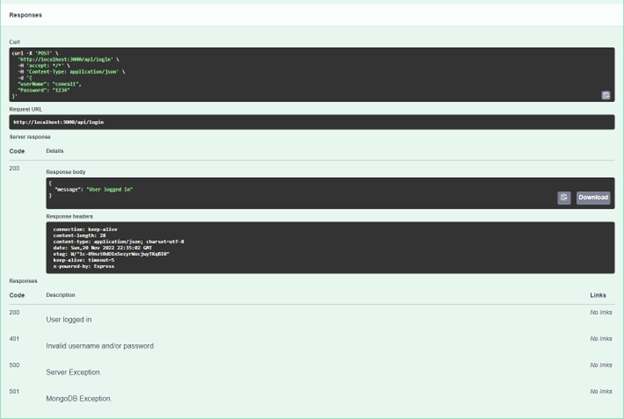 Responses
Curl
curl -X 'POST' \
'http://localhost:3000/api/login' \
-H 'accept: */*' \
-H 'Content-Type: application/json' \
-d '{
"userName": "coneal1",
"Password": "1234"
}'
Request URL
http://localhost:3000/api/login
Server response
Code Details
200
Response body
{
"message": "User logged in"
}
Download
Response headers
connection: keep-alive
content-length: 28
content-type: application/json; charset=utf-8
date: Sun,20 Nov 2022 22:35:02 GMT
etag:
keep-alive: timeout=5
x-powered-by: Express
Responses
Code Description Links
200 User logged in No links
401 Invalid username and/or password No links
500 Server Exception. No links
501 MongoDB Exception. No links